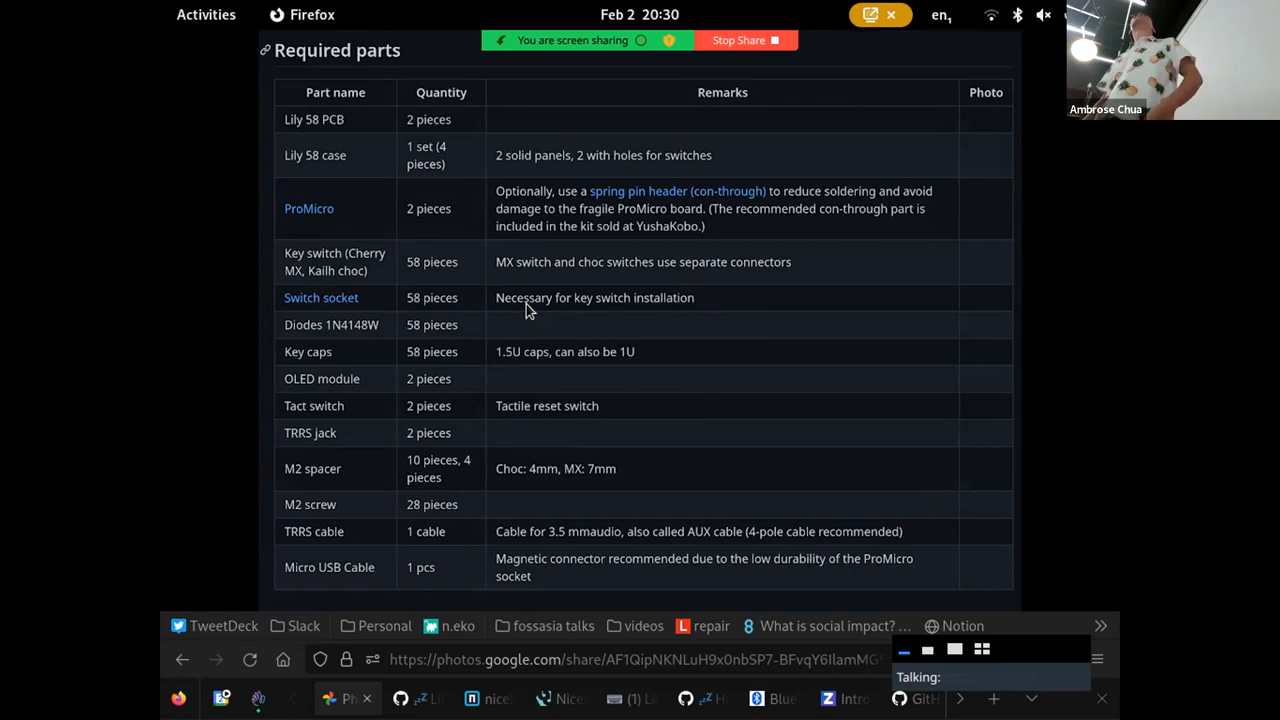 Activities
Firefox
Feb 2 20:30
en1
You are screen sharing
Stop Share
Ambrose Chua
Required parts
Part name Quantity Remarks Photo
Lily 58 PCB 2 pieces
Lily 58 case 1 set (4 pieces) 2 solid panels, 2 with holes for switches
ProMicro 2 pieces Optionally, use a spring pin header (con-through) to reduce soldering and avoid
damage to the fragile ProMicro board. (The recommended con-through part is
included in the kit sold at YushaKobo.)
Key switch (Cherry MX, Kailh choc) 58 pieces MX switch and choc switches use separate connectors
Switch socket 58 pieces Necessary for key switch installation
Diodes 1N4148W 58 pieces
Key caps 58 pieces 1.5U caps, can also be 1U
OLED module 2 pieces
Tact switch 2 pieces Tactile reset switch
TRRS jack 2 pieces
M2 spacer 10 pieces, 4 pieces Choc: 4mm, MX: 7mm
M2 screw 28 pieces
TRRS cable 1 cable Cable for 3.5 mmaudio, also called AUX cable (4-pole cable recommended)
Micro USB Cable 1 pcs Magnetic connector recommended due to the low durability of the ProMicro
socket
TweetDeck Slack Personal n.eko fossasia talks videos repair What is social impact? ... Notion
https://photos.google.com/share/
Talking:
Ph Li nice Nice (1) Li H Blue Intro GitH